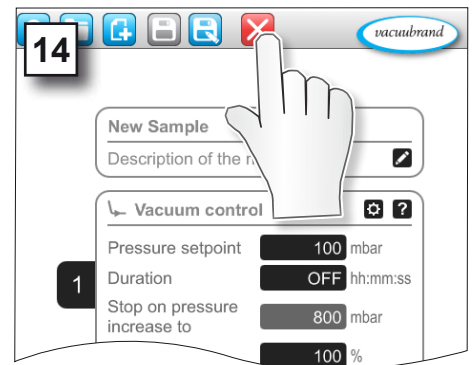 14
vacuubrand
New Sample
Description of the
Vacuum control
?
Pressure setpoint 100 mbar
1
Duration OFF hh:mm:ss
Stop on pressure
increase to 800 mbar
100 %